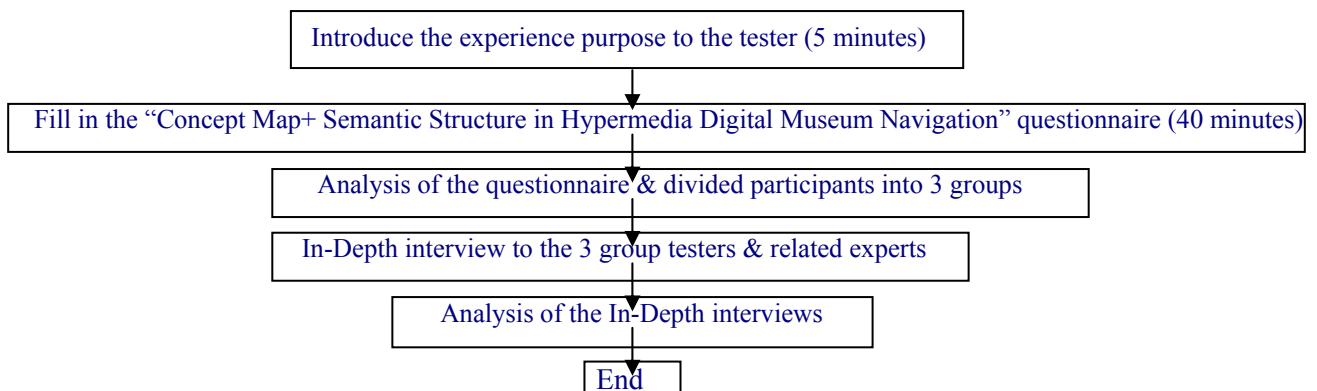 Introduce the experience purpose to the tester (5 minutes)
Fill in the “Concept Map+ Semantic Structure in Hypermedia Digital Museum Navigation” questionnaire (40 minutes)
Analysis of the questionnaire & divided participants into 3 groups
In-Depth interview to the 3 group testers & related experts
Analysis of the In-Depth interviews
End